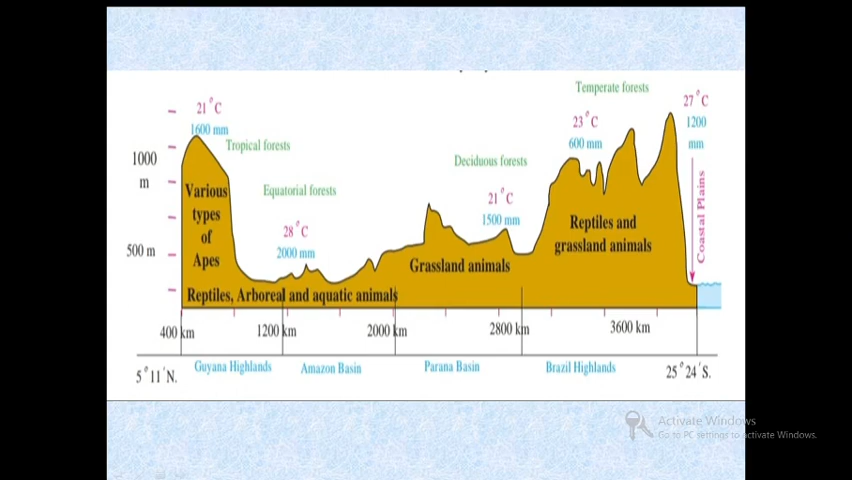 Temperate forests
21°C
1600 mm
Tropical forests
27°C
1200
mm
23°C
600 mm
1000
m
Deciduous forests
Equatorial forests
Various
types
of
Apes
21°C
1500 mm
28°C
2000 mm
Reptiles and
grassland animals
Coastal Plains
500 m
Grassland animals
Reptiles, Arboreal and aquatic animals
400 km
1200 km
2000 km
2800 km
3600 km
Guyana Highlands
Amazon Basin
Parana Basin
Brazil Highlands
5°11'N.
25°24'S.
Activate Windows
Go to PC settings to activate Windows.